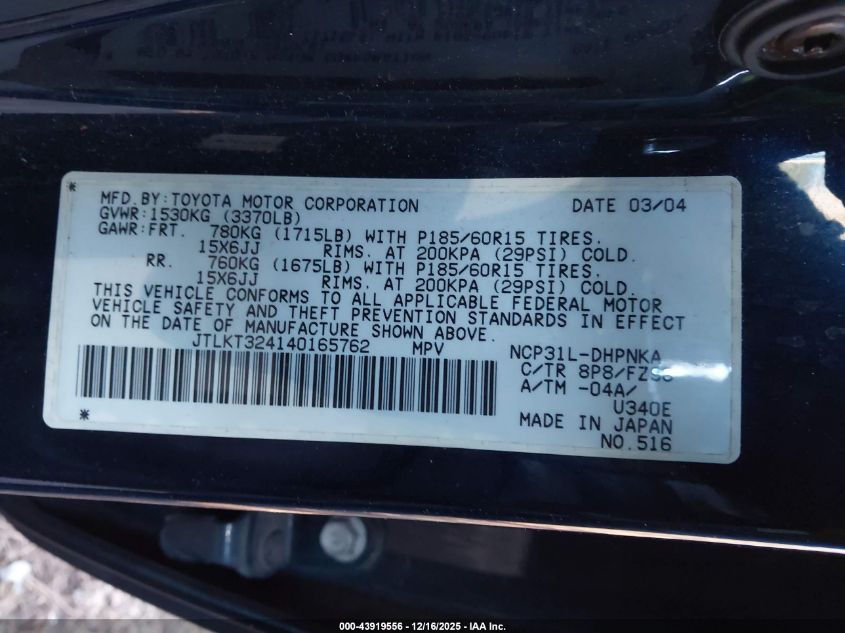 * MFD.BY:TOYOTA MOTOR CORPORATION DATE 03/04
GVWR:1530KG (3370LB)
GAWR:FRT. 780KG (1715LB) WITH P185/60R15 TIRES.
15X6JJ RIMS. AT 200KPA (29PSI) COLD.
RR. 760KG (1675LB) WITH P185/60R15 TIRES.
15X6JJ RIMS. AT 200KPA (29PSI) COLD.
THIS VEHICLE CONFORMS TO ALL APPLICABLE FEDERAL MOTOR
VEHICLE SAFETY AND THEFT PREVENTION STANDARDS IN EFFECT
ON THE DATE OF MANUFACTURE SHOWN ABOVE.
JTLKT324140165762 MPV NCP31L-DHPNKA
C/TR 8P8/
A/TM -04A/
U340E
MADE IN JAPAN
* NO.516
000-43919556 - 12/16/2025 - IAA Inc.